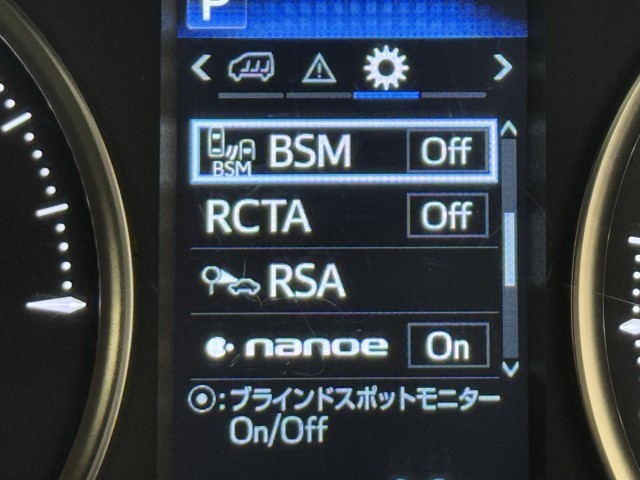 P
BSM BSM Off
RCTA Off
RSA
nanoe On
:ブラインドスポットモニター
On/Off